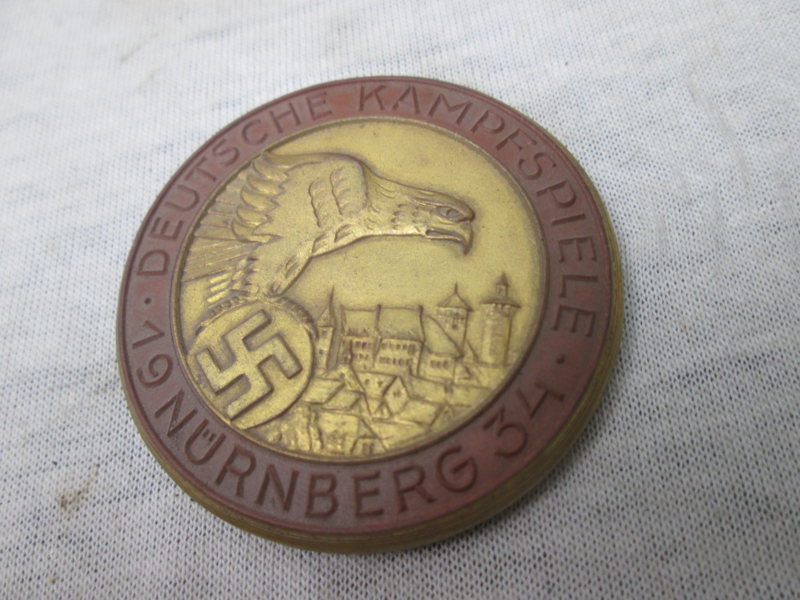 · DEUTSCHE KAMPFSPIELE ·
19 NÜRNBERG 34